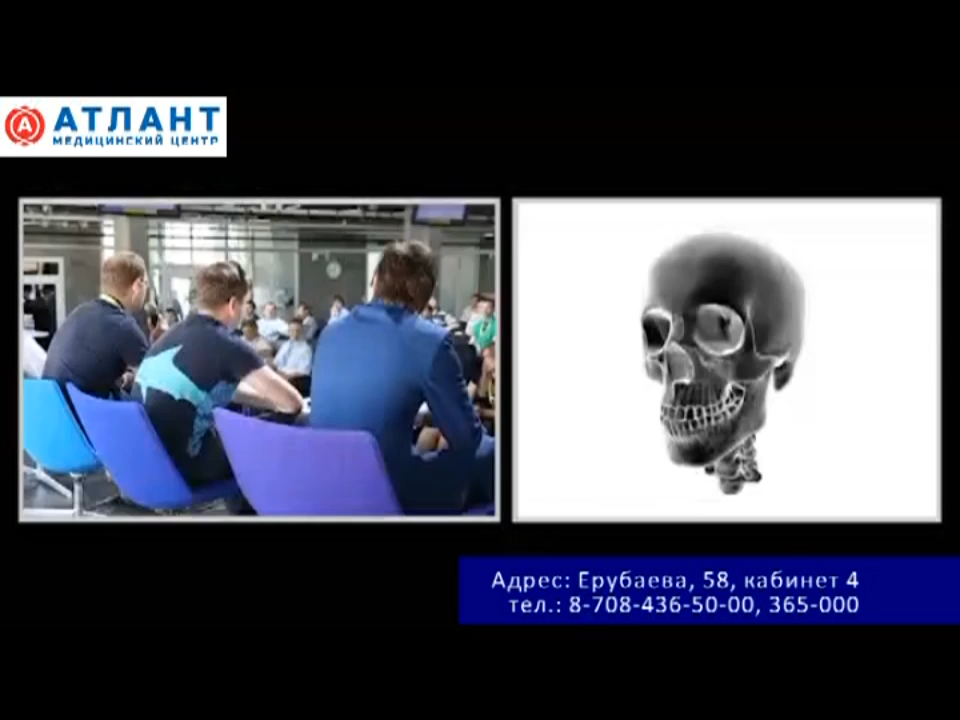 АТЛАНТ
МЕДИЦИНСКИЙ ЦЕНТР
Адрес: Ерубаева, 58, кабинет 4
тел.: 8-708-436-50-00, 365-000